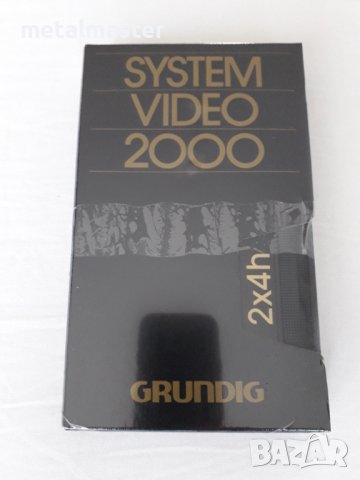 metalmaster
SYSTEM
VIDEO
2000
2x4h
GRUNDIG
BAZAR